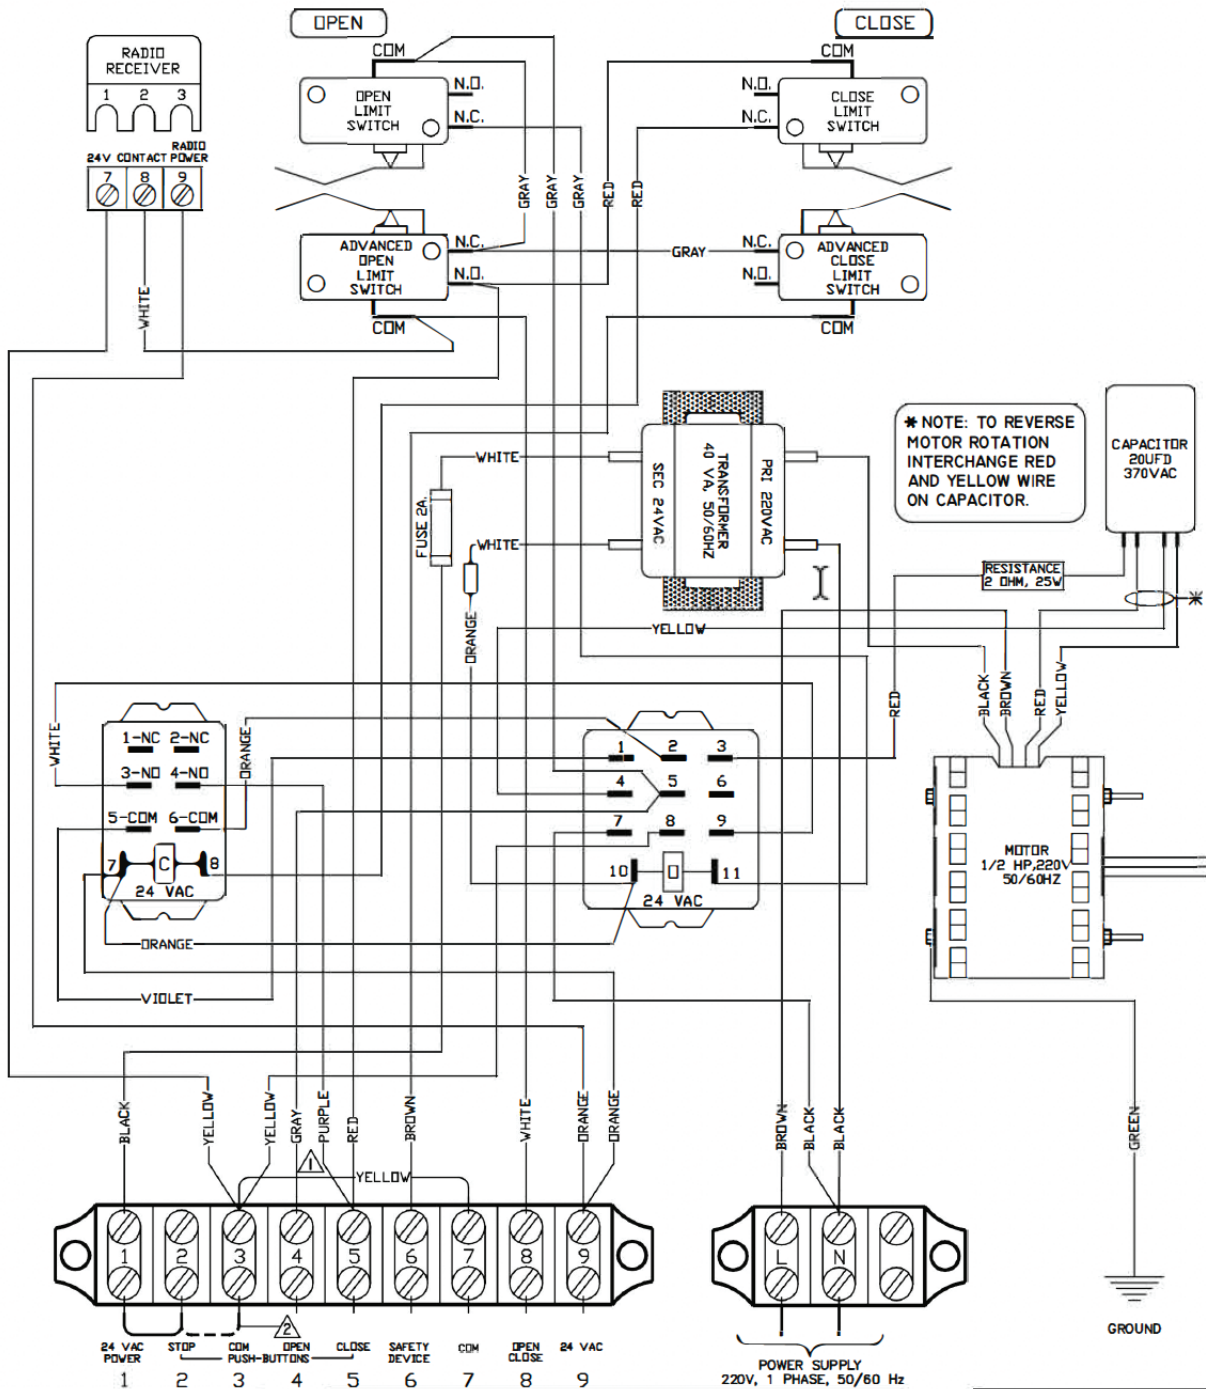 OPEN
CLOSE
RADIO
RECEIVER
1 2 3
RADIO
24V CONTACT POWER
7 8 9
COM
N.O.
OPEN
LIMIT
SWITCH
N.C.
COM
N.O.
CLOSE
LIMIT
SWITCH
N.C.
GRAY
GRAY
GRAY
RED
RED
ADVANCED
OPEN
LIMIT
SWITCH
N.C.
N.O.
COM
GRAY
N.C.
N.O.
ADVANCED
CLOSE
LIMIT
SWITCH
COM
WHITE
WHITE
FUSE 2A.
WHITE
ORANGE
SEC 24VAC
TRANSFORMER
40 VA, 50/60HZ
PRI 220VAC
* NOTE: TO REVERSE
MOTOR ROTATION
INTERCHANGE RED
AND YELLOW WIRE
ON CAPACITOR.
CAPACITOR
20UFD
370VAC
RESISTANCE
2 OHM, 25W
*
YELLOW
RED
BLACK
BROWN
RED
YELLOW
WHITE
ORANGE
1-NC 2-NC
3-NO 4-NO
5-COM 6-COM
7 C 8
24 VAC
1 2 3
4 5 6
7 8 9
10 O 11
24 VAC
MOTOR
1/2 HP,220V
50/60HZ
ORANGE
VIOLET
BLACK
YELLOW
YELLOW
GRAY
PURPLE
RED
BROWN
WHITE
ORANGE
ORANGE
BROWN
BLACK
BLACK
GREEN
1
YELLOW
1 2 3 4 5 6 7 8 9
L N
2
24 VAC
POWER
STOP
COM
OPEN
CLOSE
PUSH-BUTTONS
SAFETY
DEVICE
COM
OPEN
CLOSE
24 VAC
1 2 3 4 5 6 7 8 9
POWER SUPPLY
220V, 1 PHASE, 50/60 Hz
GROUND